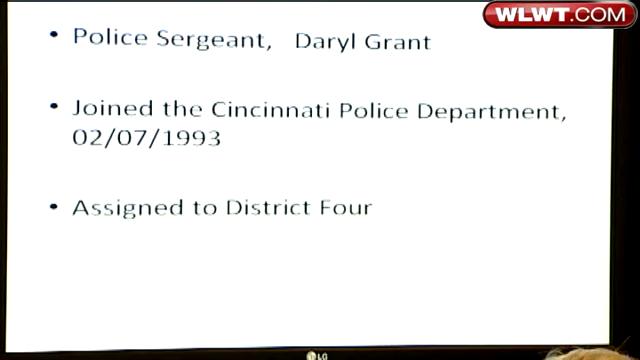 WLWT.COM
• Police Sergeant, Daryl Grant
• Joined the Cincinnati Police Department,
02/07/1993
• Assigned to District Four
LG